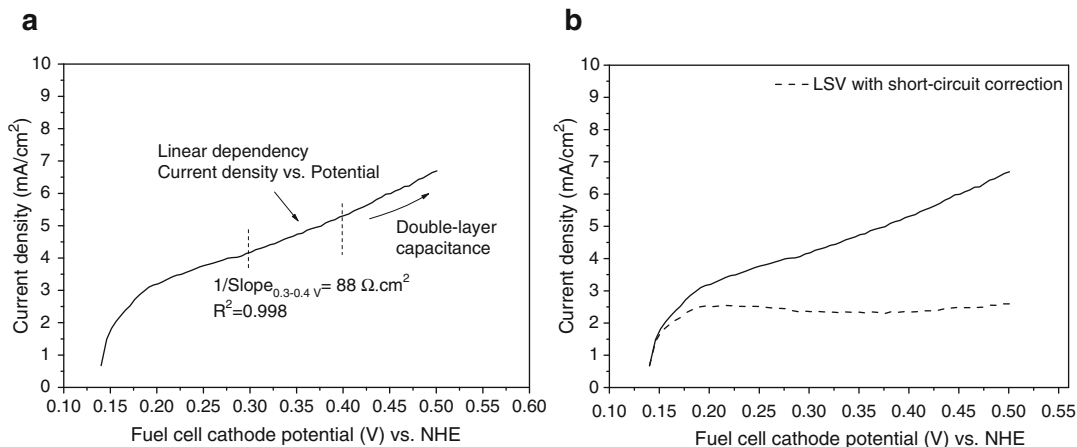 a
10
9
8
7
6
5
4
3
2
1
0
Current density (mA/cm²)
Linear dependency
Current density vs. Potential
Double-layer
capacitance
1/Slope0.3-0.4 V= 88 Ω.cm²
R²=0.998
0.10 0.15 0.20 0.25 0.30 0.35 0.40 0.45 0.50 0.55 0.60
Fuel cell cathode potential (V) vs. NHE
b
10
9
8
7
6
5
4
3
2
1
0
Current density (mA/cm²)
LSV with short-circuit correction
0.10 0.15 0.20 0.25 0.30 0.35 0.40 0.45 0.50 0.55
Fuel cell cathode potential (V) vs. NHE